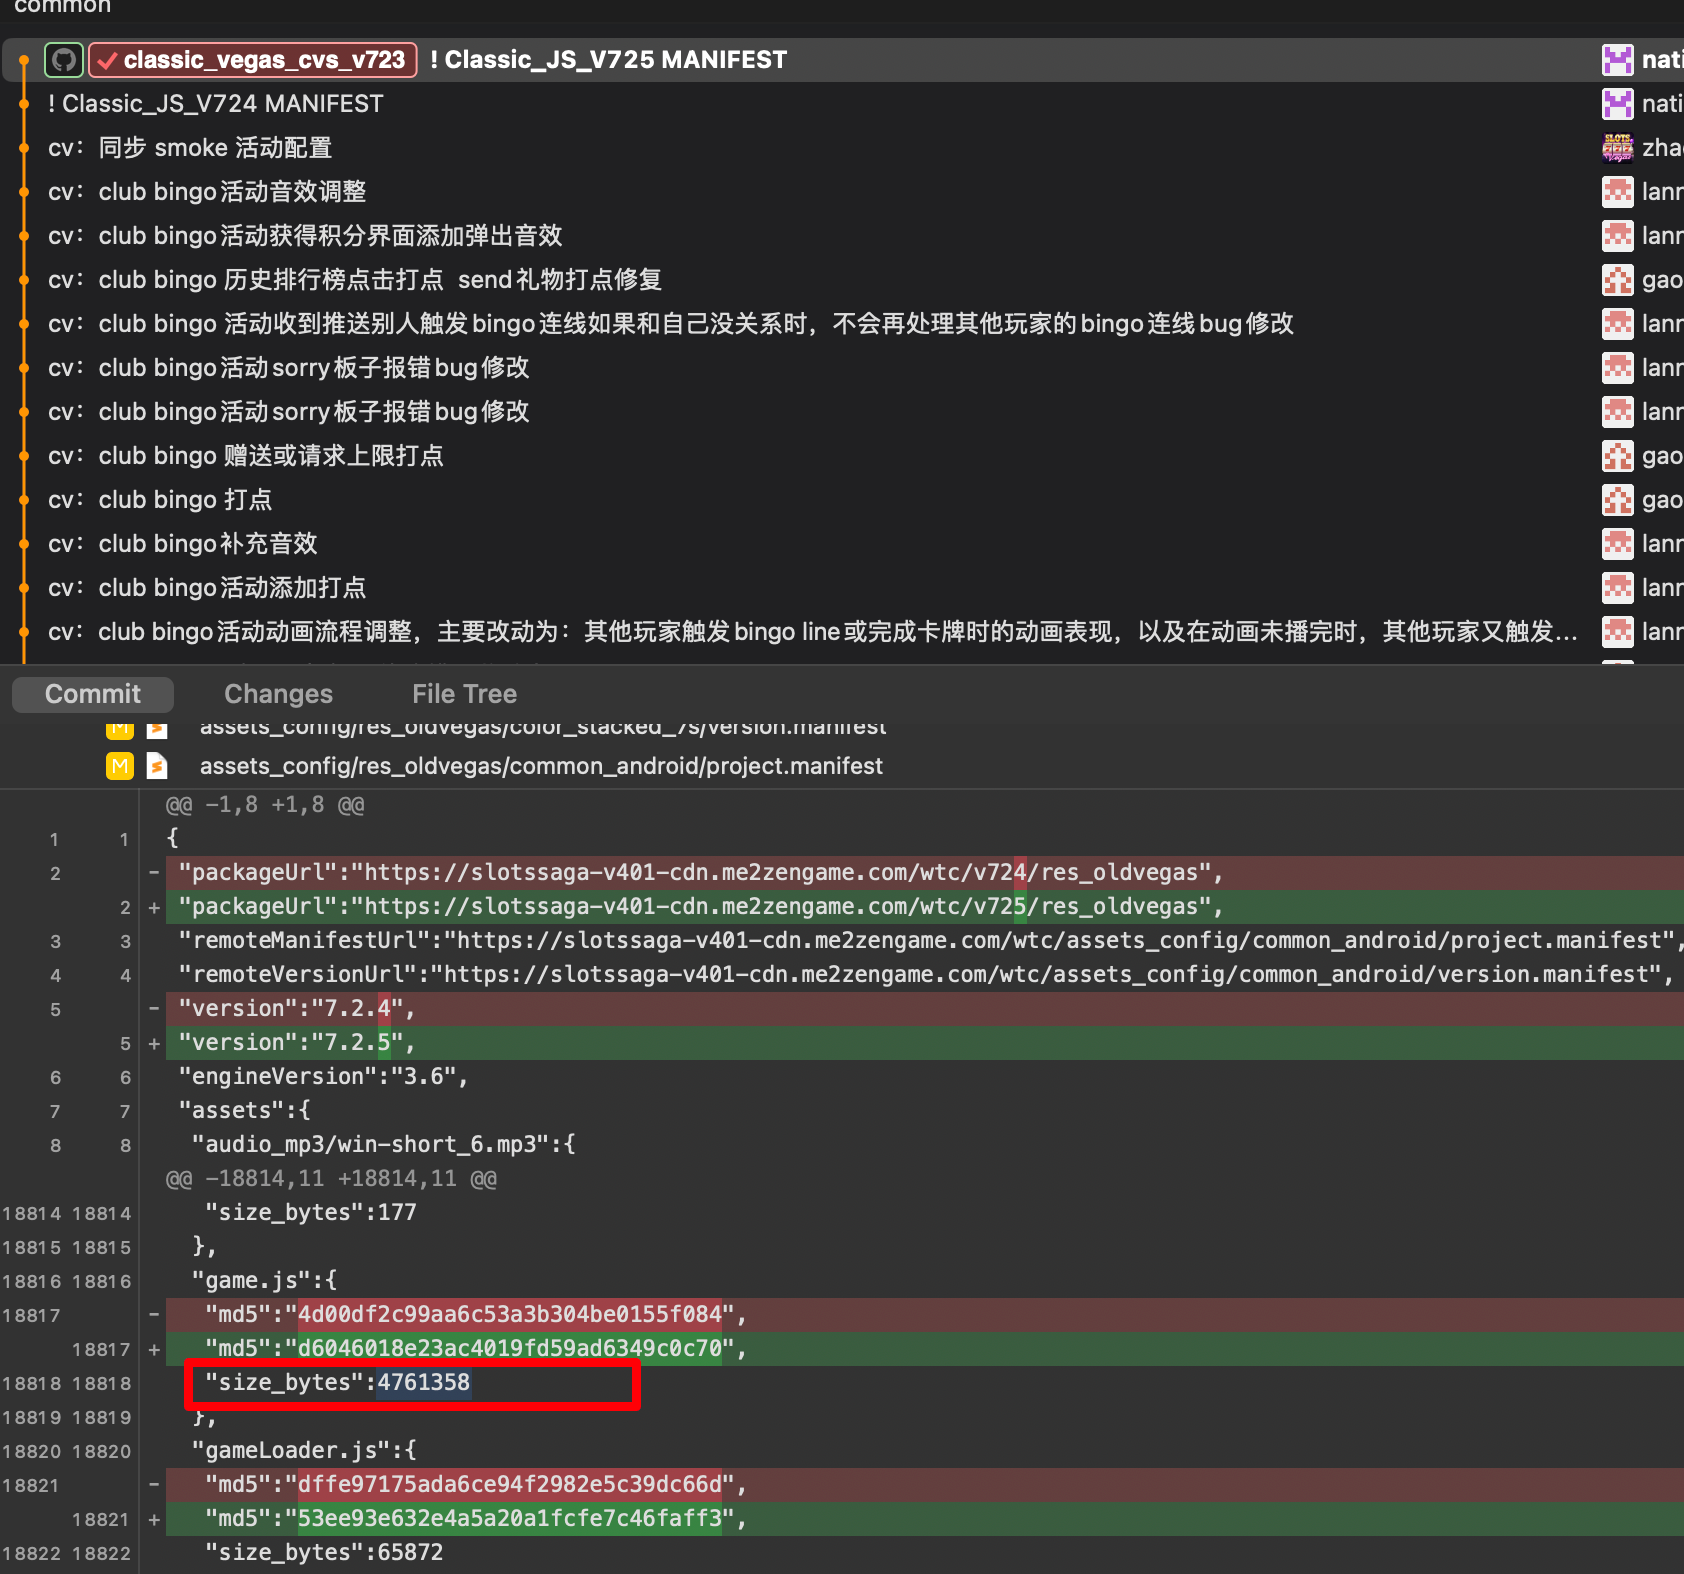 common
classic_vegas_cvs_v723 ! Classic_JS_V725 MANIFEST
! Classic_JS_V724 MANIFEST
cv：同步 smoke 活动配置
cv：club bingo活动音效调整
cv：club bingo活动获得积分界面添加弹出音效
cv：club bingo 历史排行榜点击打点 send礼物打点修复
cv：club bingo 活动收到推送别人触发bingo连线如果和自己没关系时，不会再处理其他玩家的bingo连线bug修改
cv：club bingo活动sorry板子报错bug修改
cv：club bingo活动sorry板子报错bug修改
cv：club bingo 赠送或请求上限打点
cv：club bingo 打点
cv：club bingo补充音效
cv：club bingo活动添加打点
cv：club bingo活动动画流程调整，主要改动为：其他玩家触发bingo line或完成卡牌时的动画表现，以及在动画未播完时，其他玩家又触发…
Commit Changes File Tree
M assets_config/res_oldvegas/color_stacked_7s/version.manifest
M assets_config/res_oldvegas/common_android/project.manifest
@@ -1,8 +1,8 @@
1 1 {
2 - "packageUrl":"https://slotssaga-v401-cdn.me2zengame.com/wtc/v724/res_oldvegas",
2 + "packageUrl":"https://slotssaga-v401-cdn.me2zengame.com/wtc/v725/res_oldvegas",
3 3 "remoteManifestUrl":"https://slotssaga-v401-cdn.me2zengame.com/wtc/assets_config/common_android/project.manifest",
4 4 "remoteVersionUrl":"https://slotssaga-v401-cdn.me2zengame.com/wtc/assets_config/common_android/version.manifest",
5 - "version":"7.2.4",
5 + "version":"7.2.5",
6 6 "engineVersion":"3.6",
7 7 "assets":{
8 8 "audio_mp3/win-short_6.mp3":{
@@ -18814,11 +18814,11 @@
18814 18814 "size_bytes":177
18815 18815 },
18816 18816 "game.js":{
18817 - "md5":"4d00df2c99aa6c53a3b304be0155f084",
18817 + "md5":"d6046018e23ac4019fd59ad6349c0c70",
18818 18818 "size_bytes":4761358
18819 18819 },
18820 18820 "gameLoader.js":{
18821 - "md5":"dffe97175ada6ce94f2982e5c39dc66d",
18821 + "md5":"53ee93e632e4a5a20a1fcfe7c46faff3",
18822 18822 "size_bytes":65872